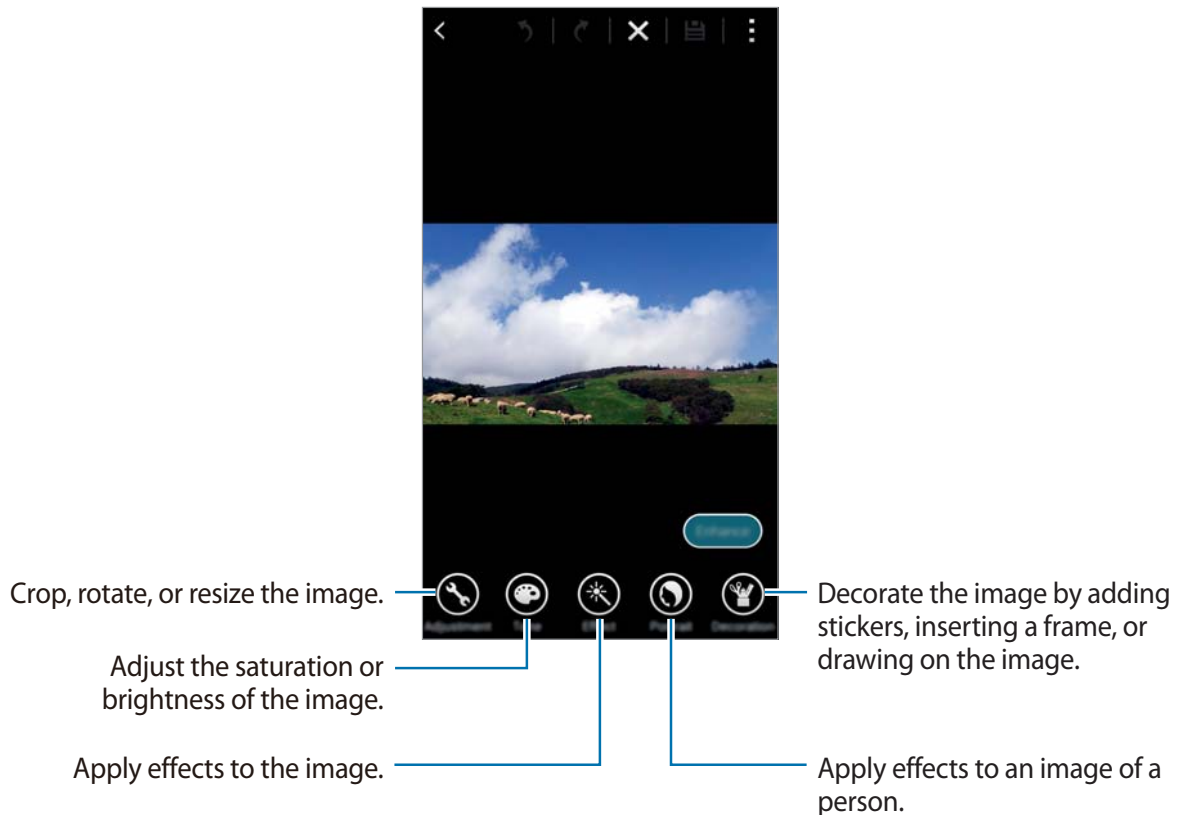 Enhance
Adjustment
Tone
Effect
Portrait
Decoration
Crop, rotate, or resize the image.
Adjust the saturation or
brightness of the image.
Apply effects to the image.
Decorate the image by adding
stickers, inserting a frame, or
drawing on the image.
Apply effects to an image of a
person.